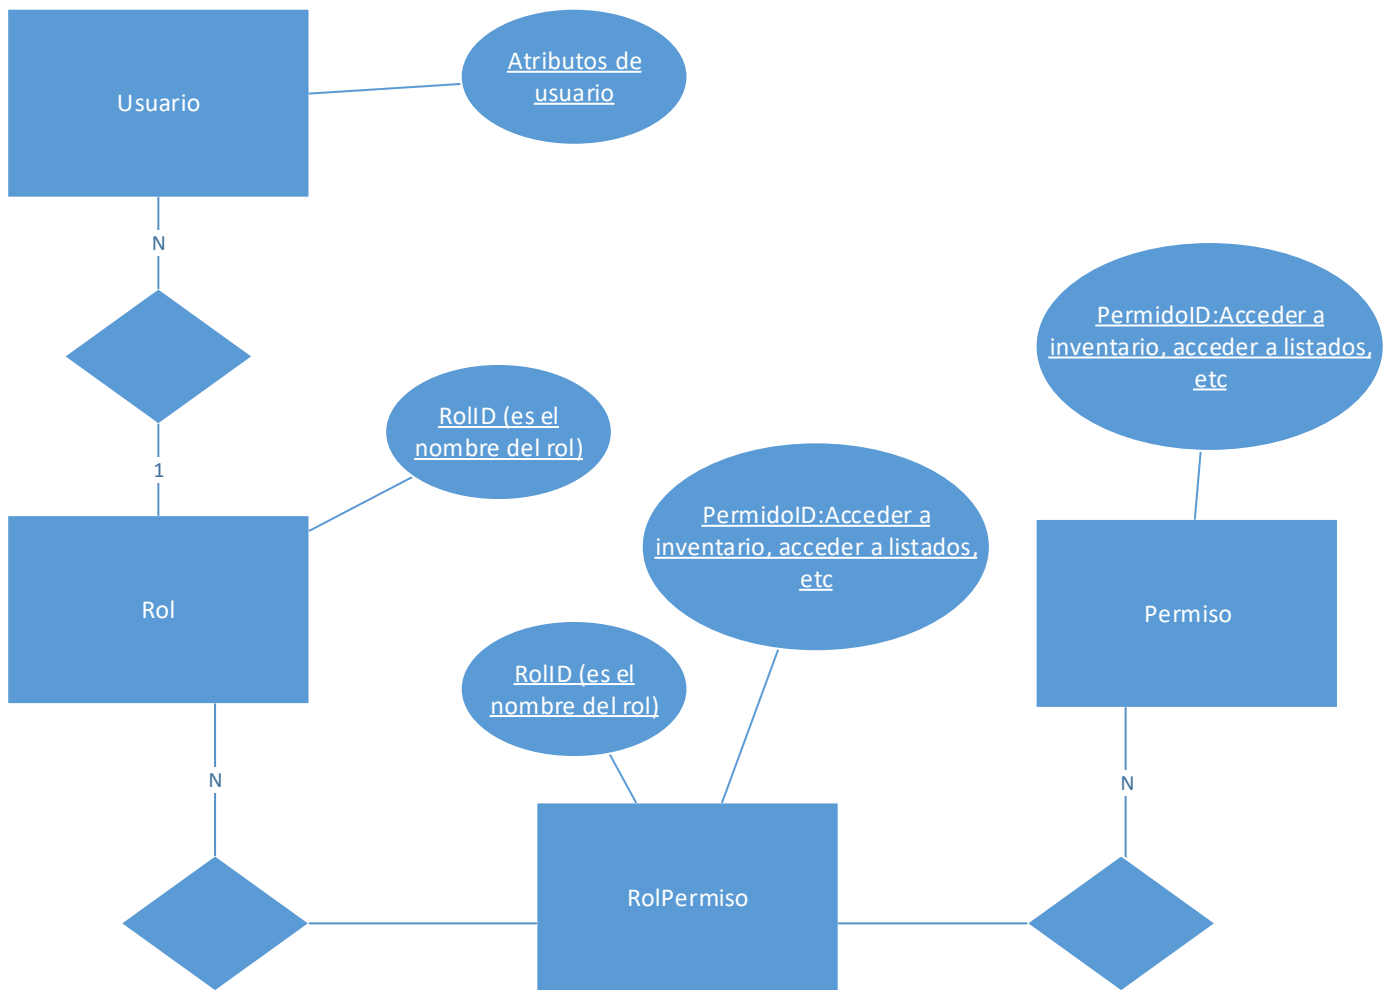 Usuario
Atributos de
usuario
N
1
RolID (es el
nombre del rol)
PermidoID:Acceder a
inventario, acceder a listados,
etc
Rol
PermidoID:Acceder a
inventario, acceder a listados,
etc
Permiso
RolID (es el
nombre del rol)
N
N
RolPermiso